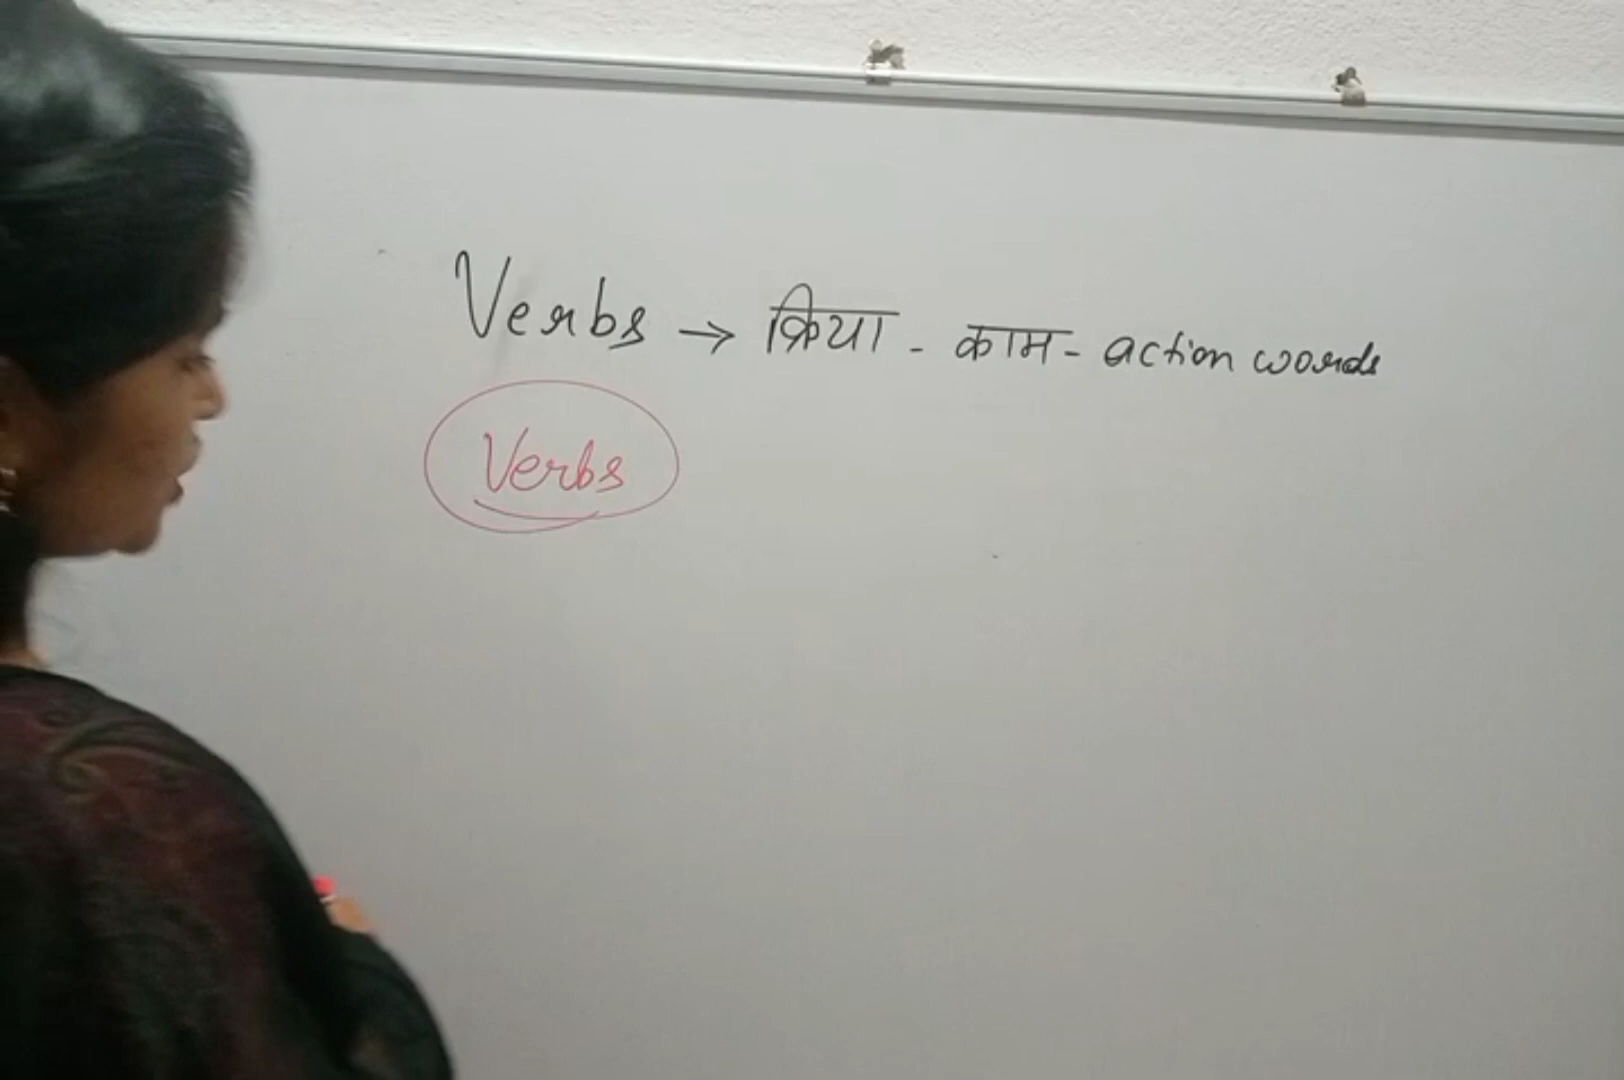 Verbs → क्रिया - काम - action words
Verbs